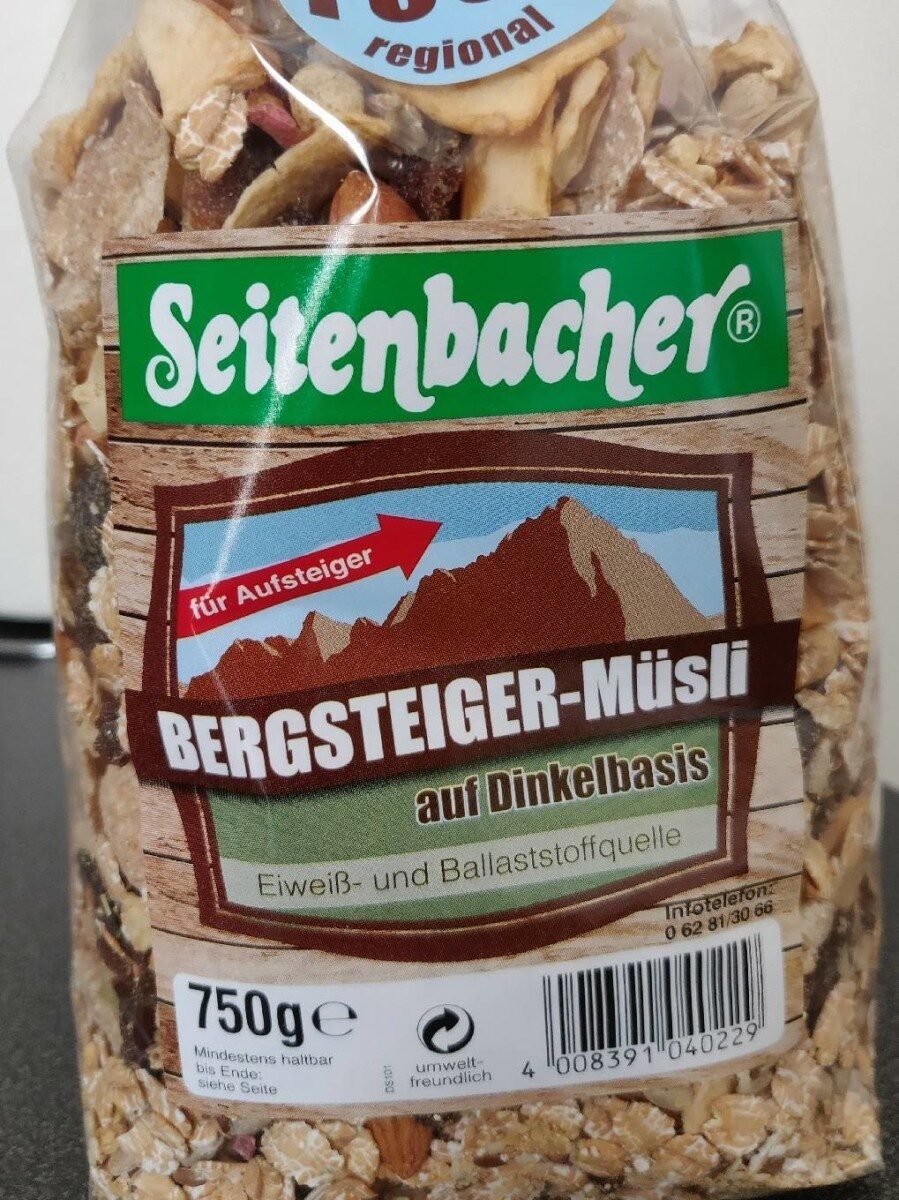 regional
Seitenbacher®
für Aufsteiger
BERGSTEIGER-Müsli
auf Dinkelbasis
Eiweiß- und Ballaststoffquelle
Infotelefon:
0 62 81/30 66
750g ℮
Mindestens haltbar
bis Ende:
siehe Seite
DS101
umwelt-
freundlich
4 008391 040229